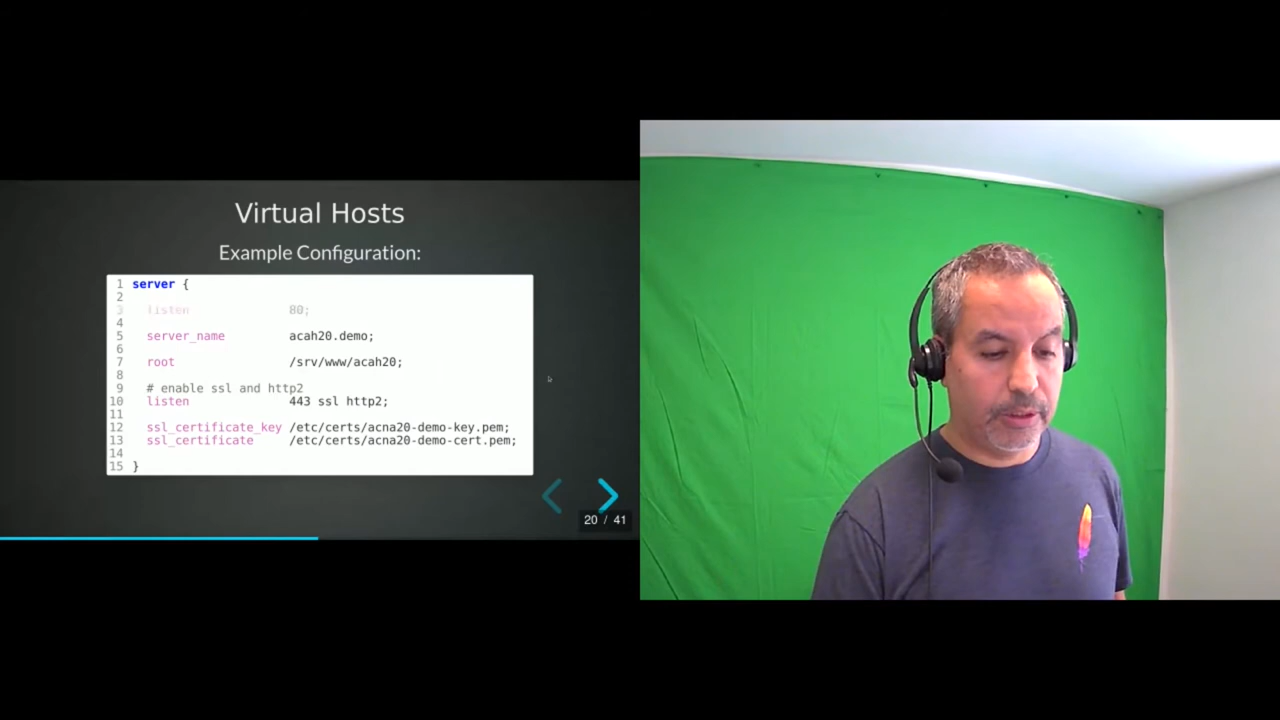 Virtual Hosts
Example Configuration:
1 server {
2
3 listen 80;
4
5 server_name acah20.demo;
6
7 root /srv/www/acah20;
8
9 # enable ssl and http2
10 listen 443 ssl http2;
11
12 ssl_certificate_key /etc/certs/acna20-demo-key.pem;
13 ssl_certificate /etc/certs/acna20-demo-cert.pem;
14
15 }
20 / 41